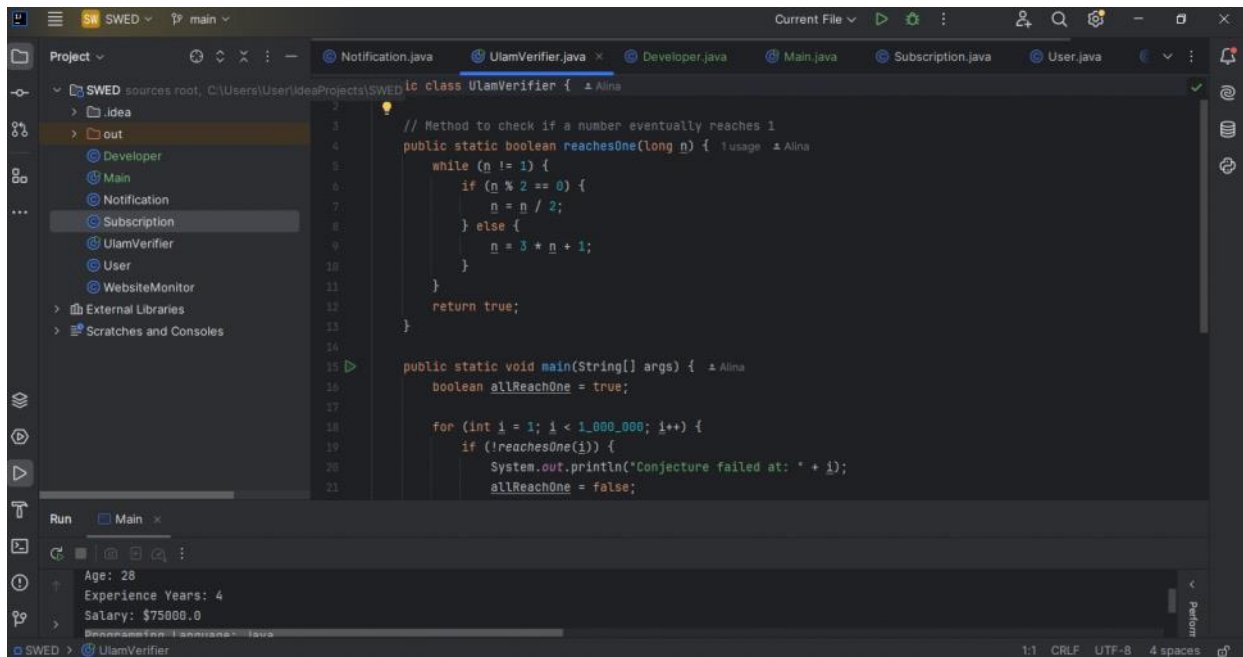 SW SWED main Current File
Project
Notification.java UlamVerifier.java Developer.java Main.java Subscription.java User.java
SWED sources root, C:\Users\User\IdeaProjects\SWED
.idea
out
Developer
Main
Notification
Subscription
UlamVerifier
User
WebsiteMonitor
External Libraries
Scratches and Consoles
ic class UlamVerifier { Alina
2
3 // Method to check if a number eventually reaches 1
4 public static boolean reachesOne(long n) { 1 usage Alina
5 while (n != 1) {
6 if (n % 2 == 0) {
7 n = n / 2;
8 } else {
9 n = 3 * n + 1;
10 }
11 }
12 return true;
13 }
14
15 public static void main(String[] args) { Alina
16 boolean allReachOne = true;
17
18 for (int i = 1; i < 1_000_000; i++) {
19 if (!reachesOne(i)) {
20 System.out.println("Conjecture failed at: " + i);
21 allReachOne = false;
Run Main
Age: 28
Experience Years: 4
Salary: $75000.0
Programming Language: Java
Perform
SWED > UlamVerifier 1:1 CRLF UTF-8 4 spaces